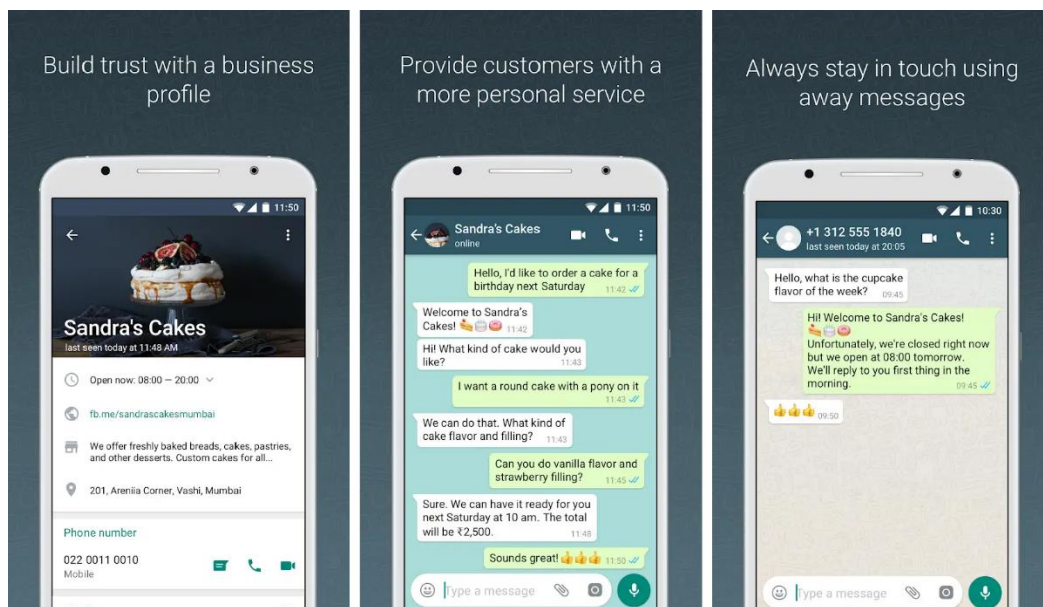 Build trust with a business
profile
11:50
Sandra's Cakes
last seen today at 11:48 AM
Open now: 08:00 – 20:00
fb.me/sandrascakesmumbai
We offer freshly baked breads, cakes, pastries,
and other desserts. Custom cakes for all...
201, Areniia Corner, Vashi, Mumbai
Phone number
022 0011 0010
Mobile
Provide customers with a
more personal service
11:50
Sandra's Cakes
online
Hello, I'd like to order a cake for a
birthday next Saturday 11:42
Welcome to Sandra's
Cakes! 🍰🎂🍩 11:42
Hi! What kind of cake would you
like? 11:43
I want a round cake with a pony on it
11:43
We can do that. What kind of
cake flavor and filling? 11:43
Can you do vanilla flavor and
strawberry filling? 11:45
Sure. We can have it ready for you
next Saturday at 10 am. The total
will be ₹2,500. 11:48
Sounds great! 👍👍👍 11:50
Type a message
Always stay in touch using
away messages
10:30
+1 312 555 1840
last seen today at 20:05
Hello, what is the cupcake
flavor of the week? 09:45
Hi! Welcome to Sandra's Cakes!
🍰🎂🍩
Unfortunately, we're closed right now
but we open at 08:00 tomorrow.
We'll reply to you first thing in the
morning. 09:45
👍👍👍 09:50
Type a message